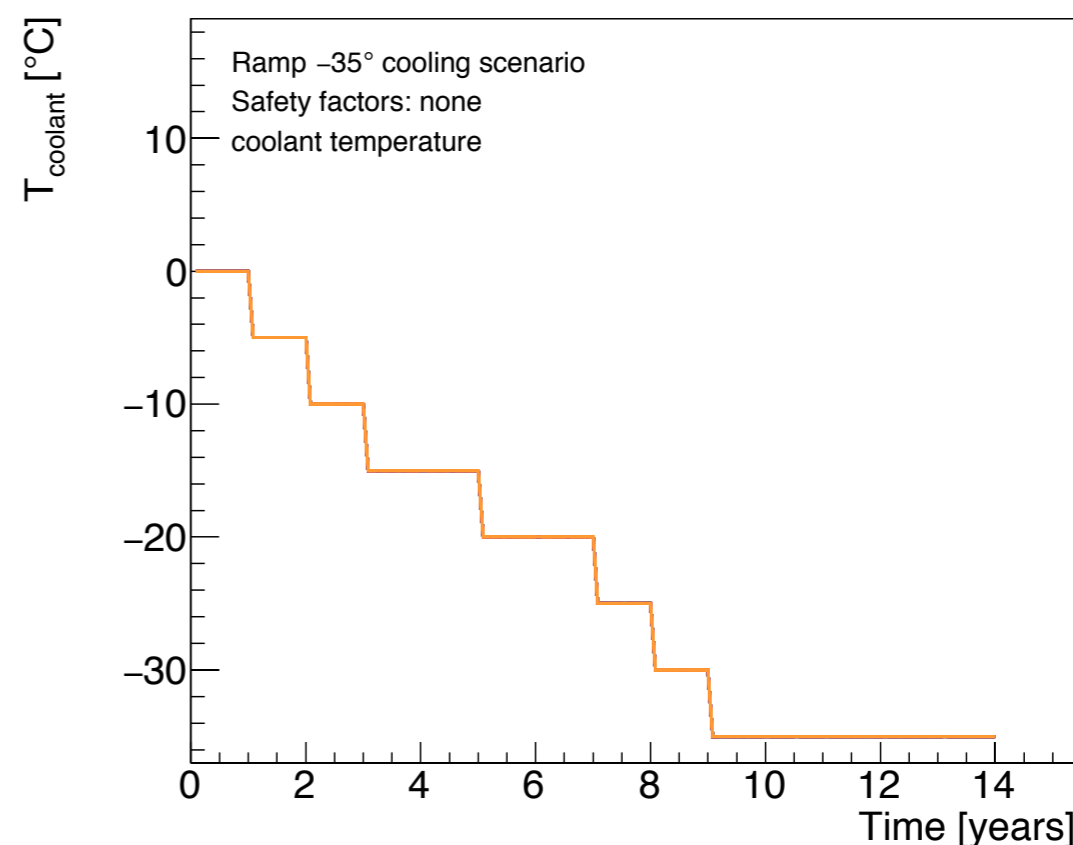 T_coolant [°C]
Ramp −35° cooling scenario
Safety factors: none
coolant temperature
10
0
−10
−20
−30
0 2 4 6 8 10 12 14
Time [years]